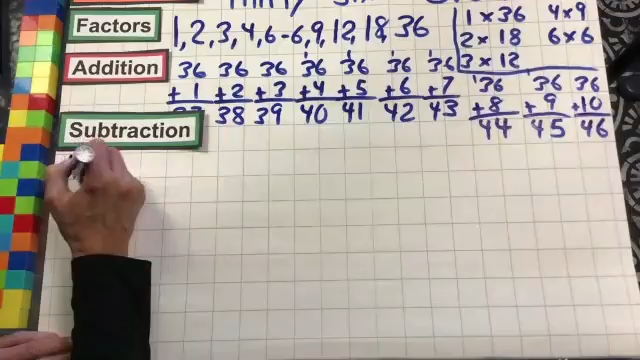 Factors 1, 2, 3, 4, 6-6, 9, 12, 18, 36
1 x 36 4 x 9
2 x 18 6 x 6
3 x 12
Addition 36 36 36 36 36 36 36 36 36 36
+ 1 + 2 + 3 + 4 + 5 + 6 + 7 + 8 + 9 + 10
38 39 40 41 42 43 44 45 46
Subtraction